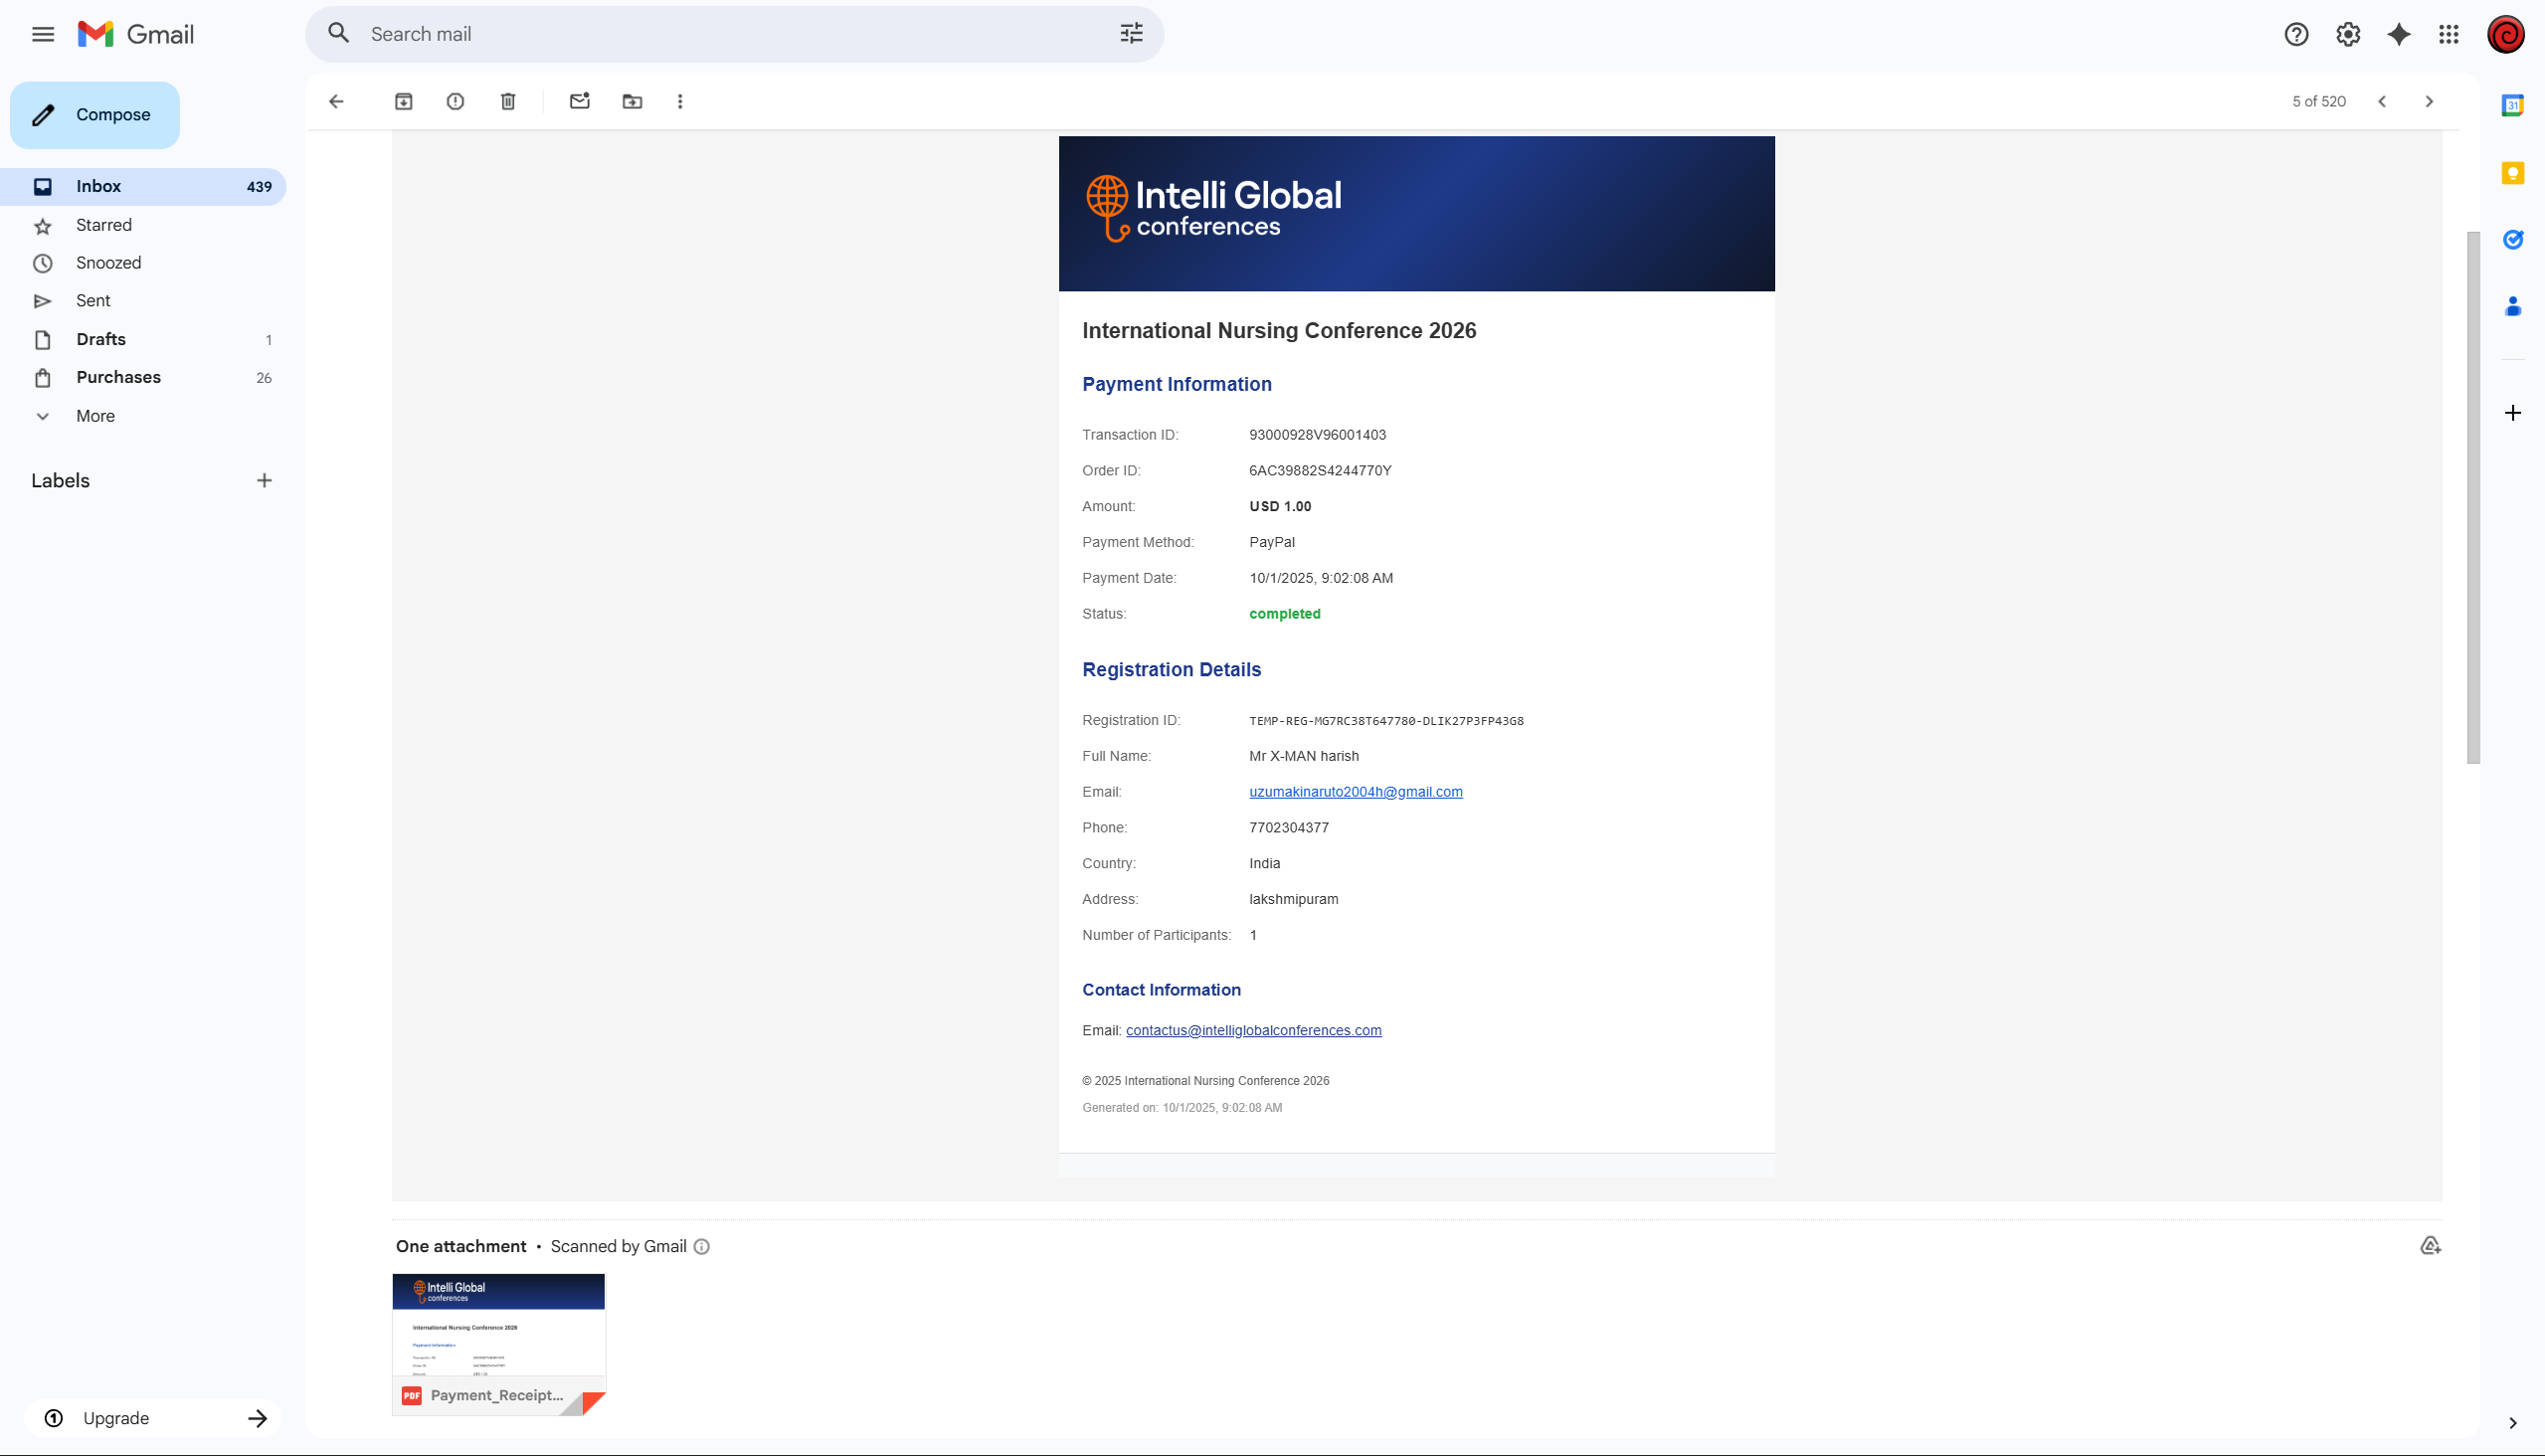 Gmail
Search mail
Compose
5 of 520
31
Inbox 439
Starred
Snoozed
Sent
Drafts 1
Purchases 26
More
Labels
Intelli Global
conferences
International Nursing Conference 2026
Payment Information
Transaction ID: 93000928V96001403
Order ID: 6AC39882S4244770Y
Amount: USD 1.00
Payment Method: PayPal
Payment Date: 10/1/2025, 9:02:08 AM
Status: completed
Registration Details
Registration ID: TEMP-REG-MG7RC38T647780-DLIK27P3FP43G8
Full Name: Mr X-MAN harish
Email: uzumakinaruto2004h@gmail.com
Phone: 7702304377
Country: India
Address: lakshmipuram
Number of Participants: 1
Contact Information
Email: contactus@intelliglobalconferences.com
© 2025 International Nursing Conference 2026
Generated on: 10/1/2025, 9:02:08 AM
One attachment • Scanned by Gmail
Intelli Global
conferences
International Nursing Conference 2026
Payment Information
PDF Payment_Receipt...
Upgrade